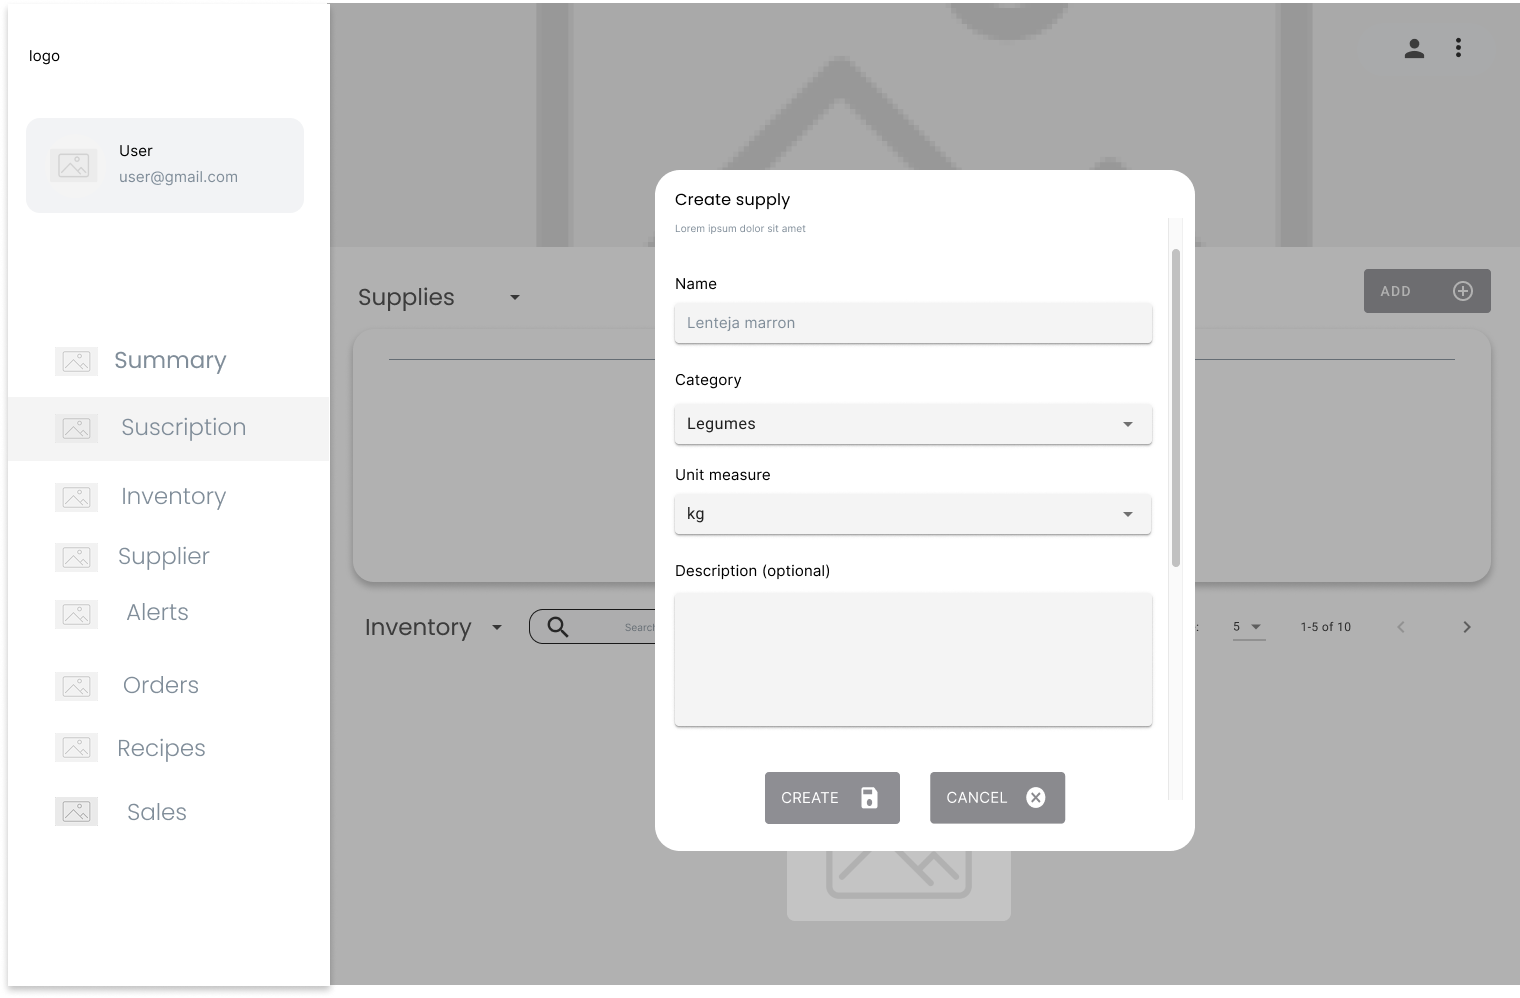 logo
User
user@gmail.com
Summary
Suscription
Inventory
Supplier
Alerts
Orders
Recipes
Sales
Supplies
ADD
Inventory
Search
:
5
1-5 of 10
Create supply
Lorem ipsum dolor sit amet
Name
Lenteja marron
Category
Legumes
Unit measure
kg
Description (optional)
CREATE
CANCEL